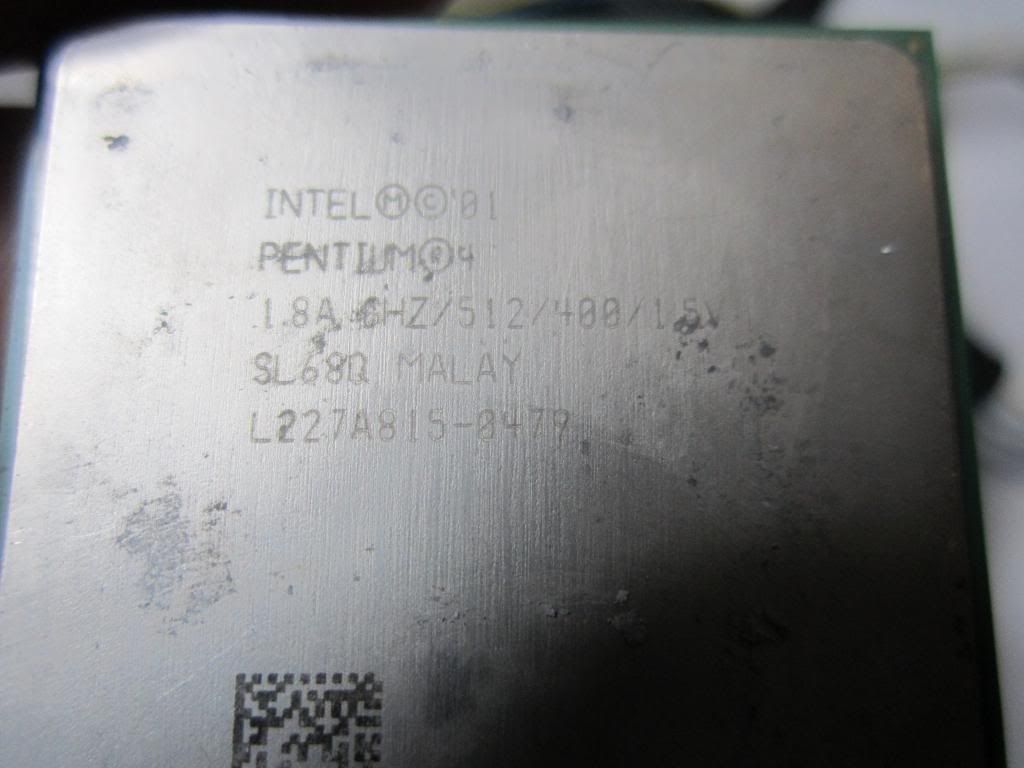 INTEL Ⓜ © '01
PENTIUM® 4
1.8A GHZ/512/400/1.5V
SL68Q MALAY
L227A815-0479